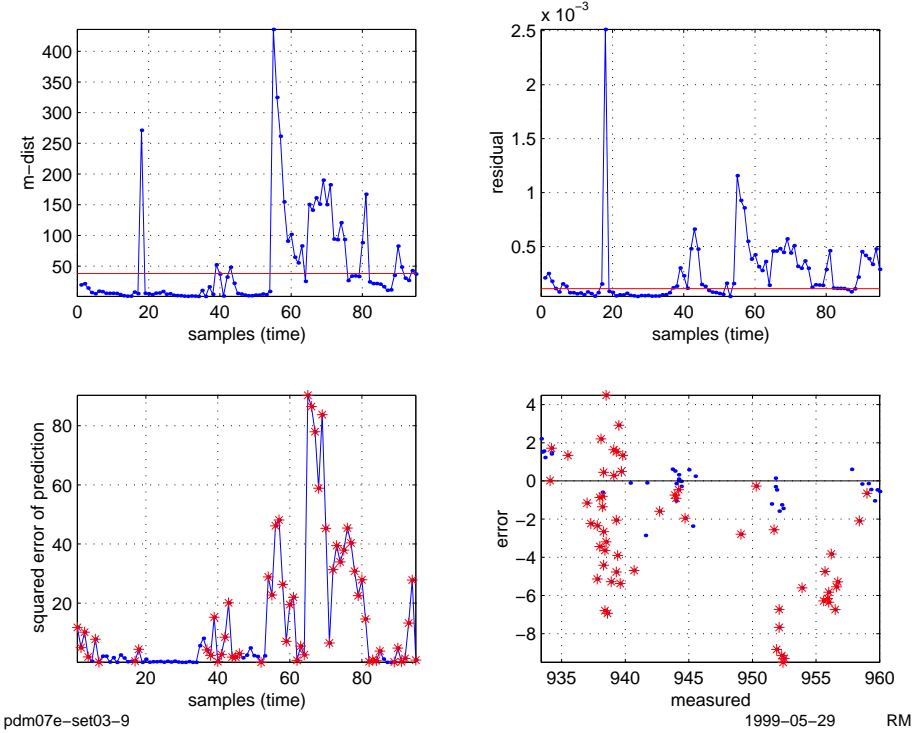 400
350
300
250
200
150
100
50
m−dist
0 20 40 60 80
samples (time)
x 10−3
2.5
2
1.5
1
0.5
residual
0 20 40 60 80
samples (time)
80
60
40
20
squared error of prediction
20 40 60 80
samples (time)
4
2
0
−2
−4
−6
−8
error
935 940 945 950 955 960
measured
pdm07e−set03−9
1999−05−29 RM